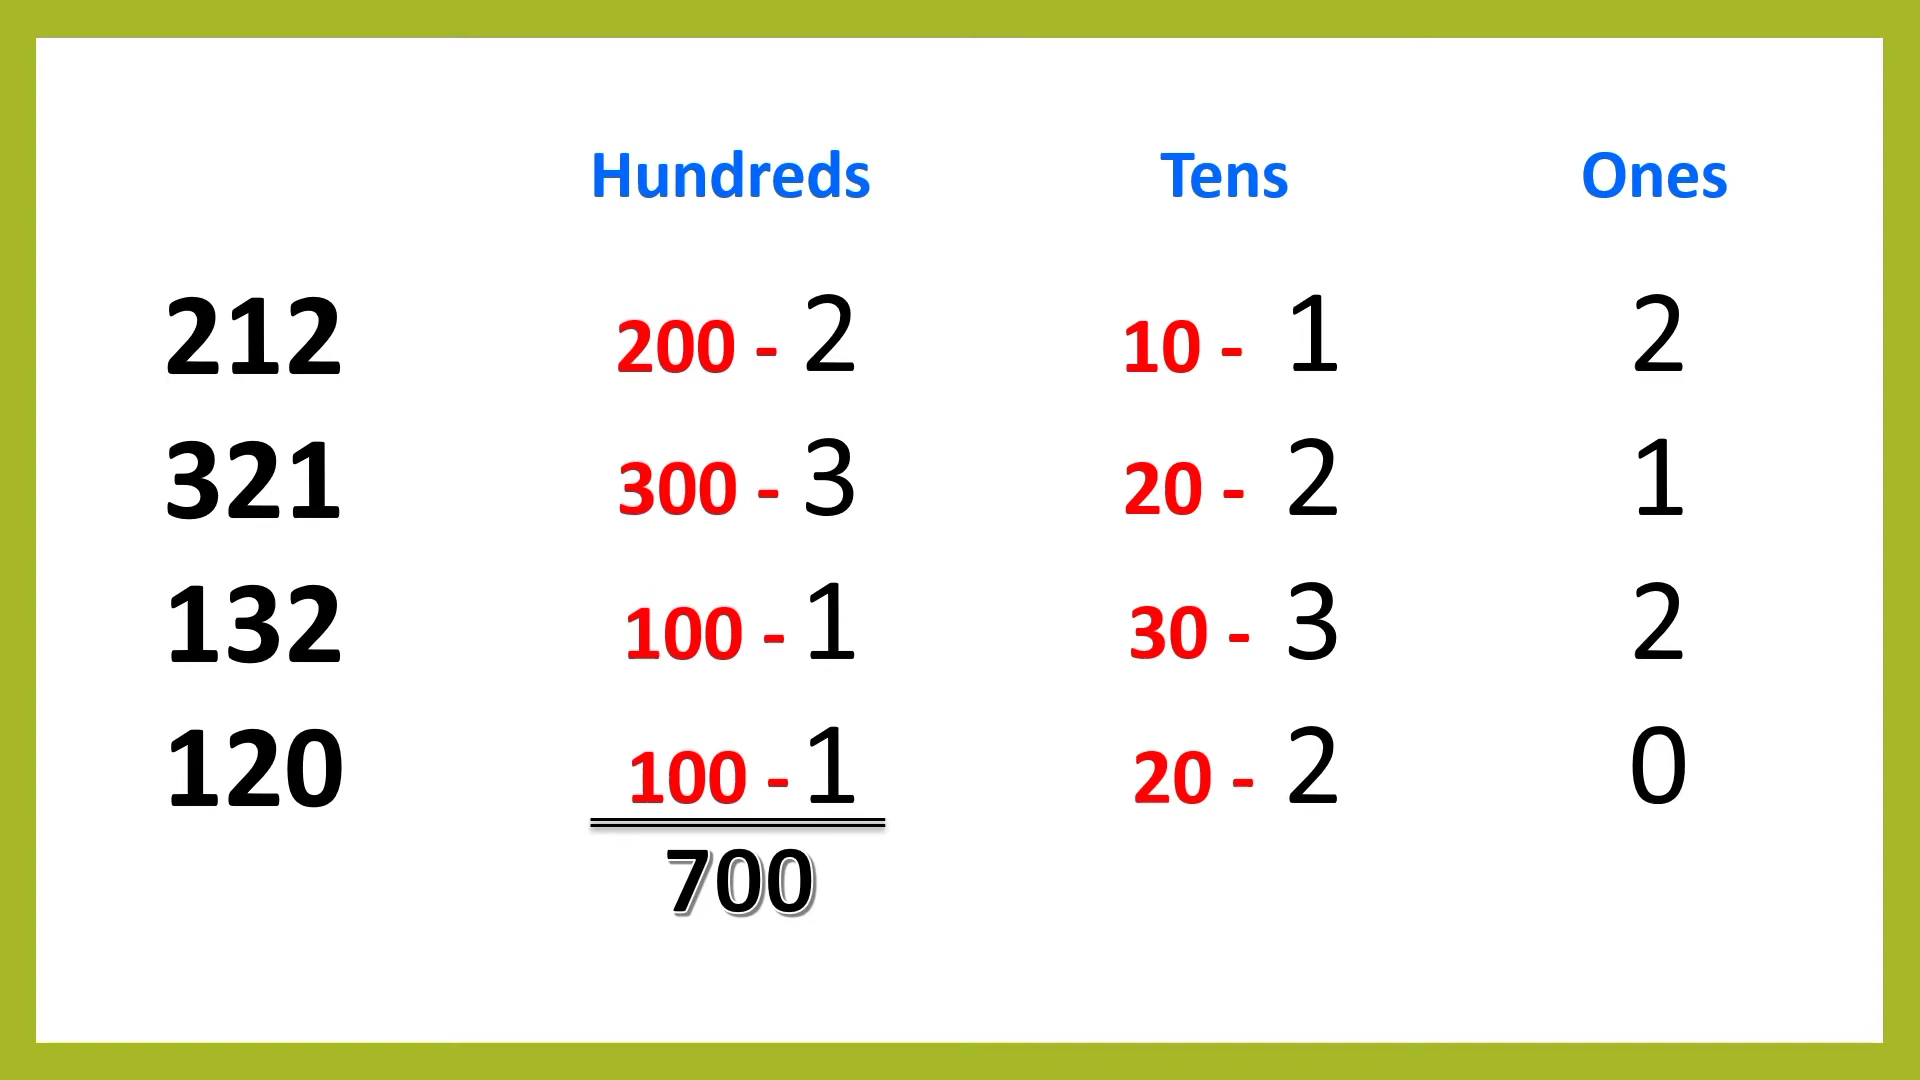 Hundreds Tens Ones
212 200 - 2 10 - 1 2
321 300 - 3 20 - 2 1
132 100 - 1 30 - 3 2
120 100 - 1 20 - 2 0
700